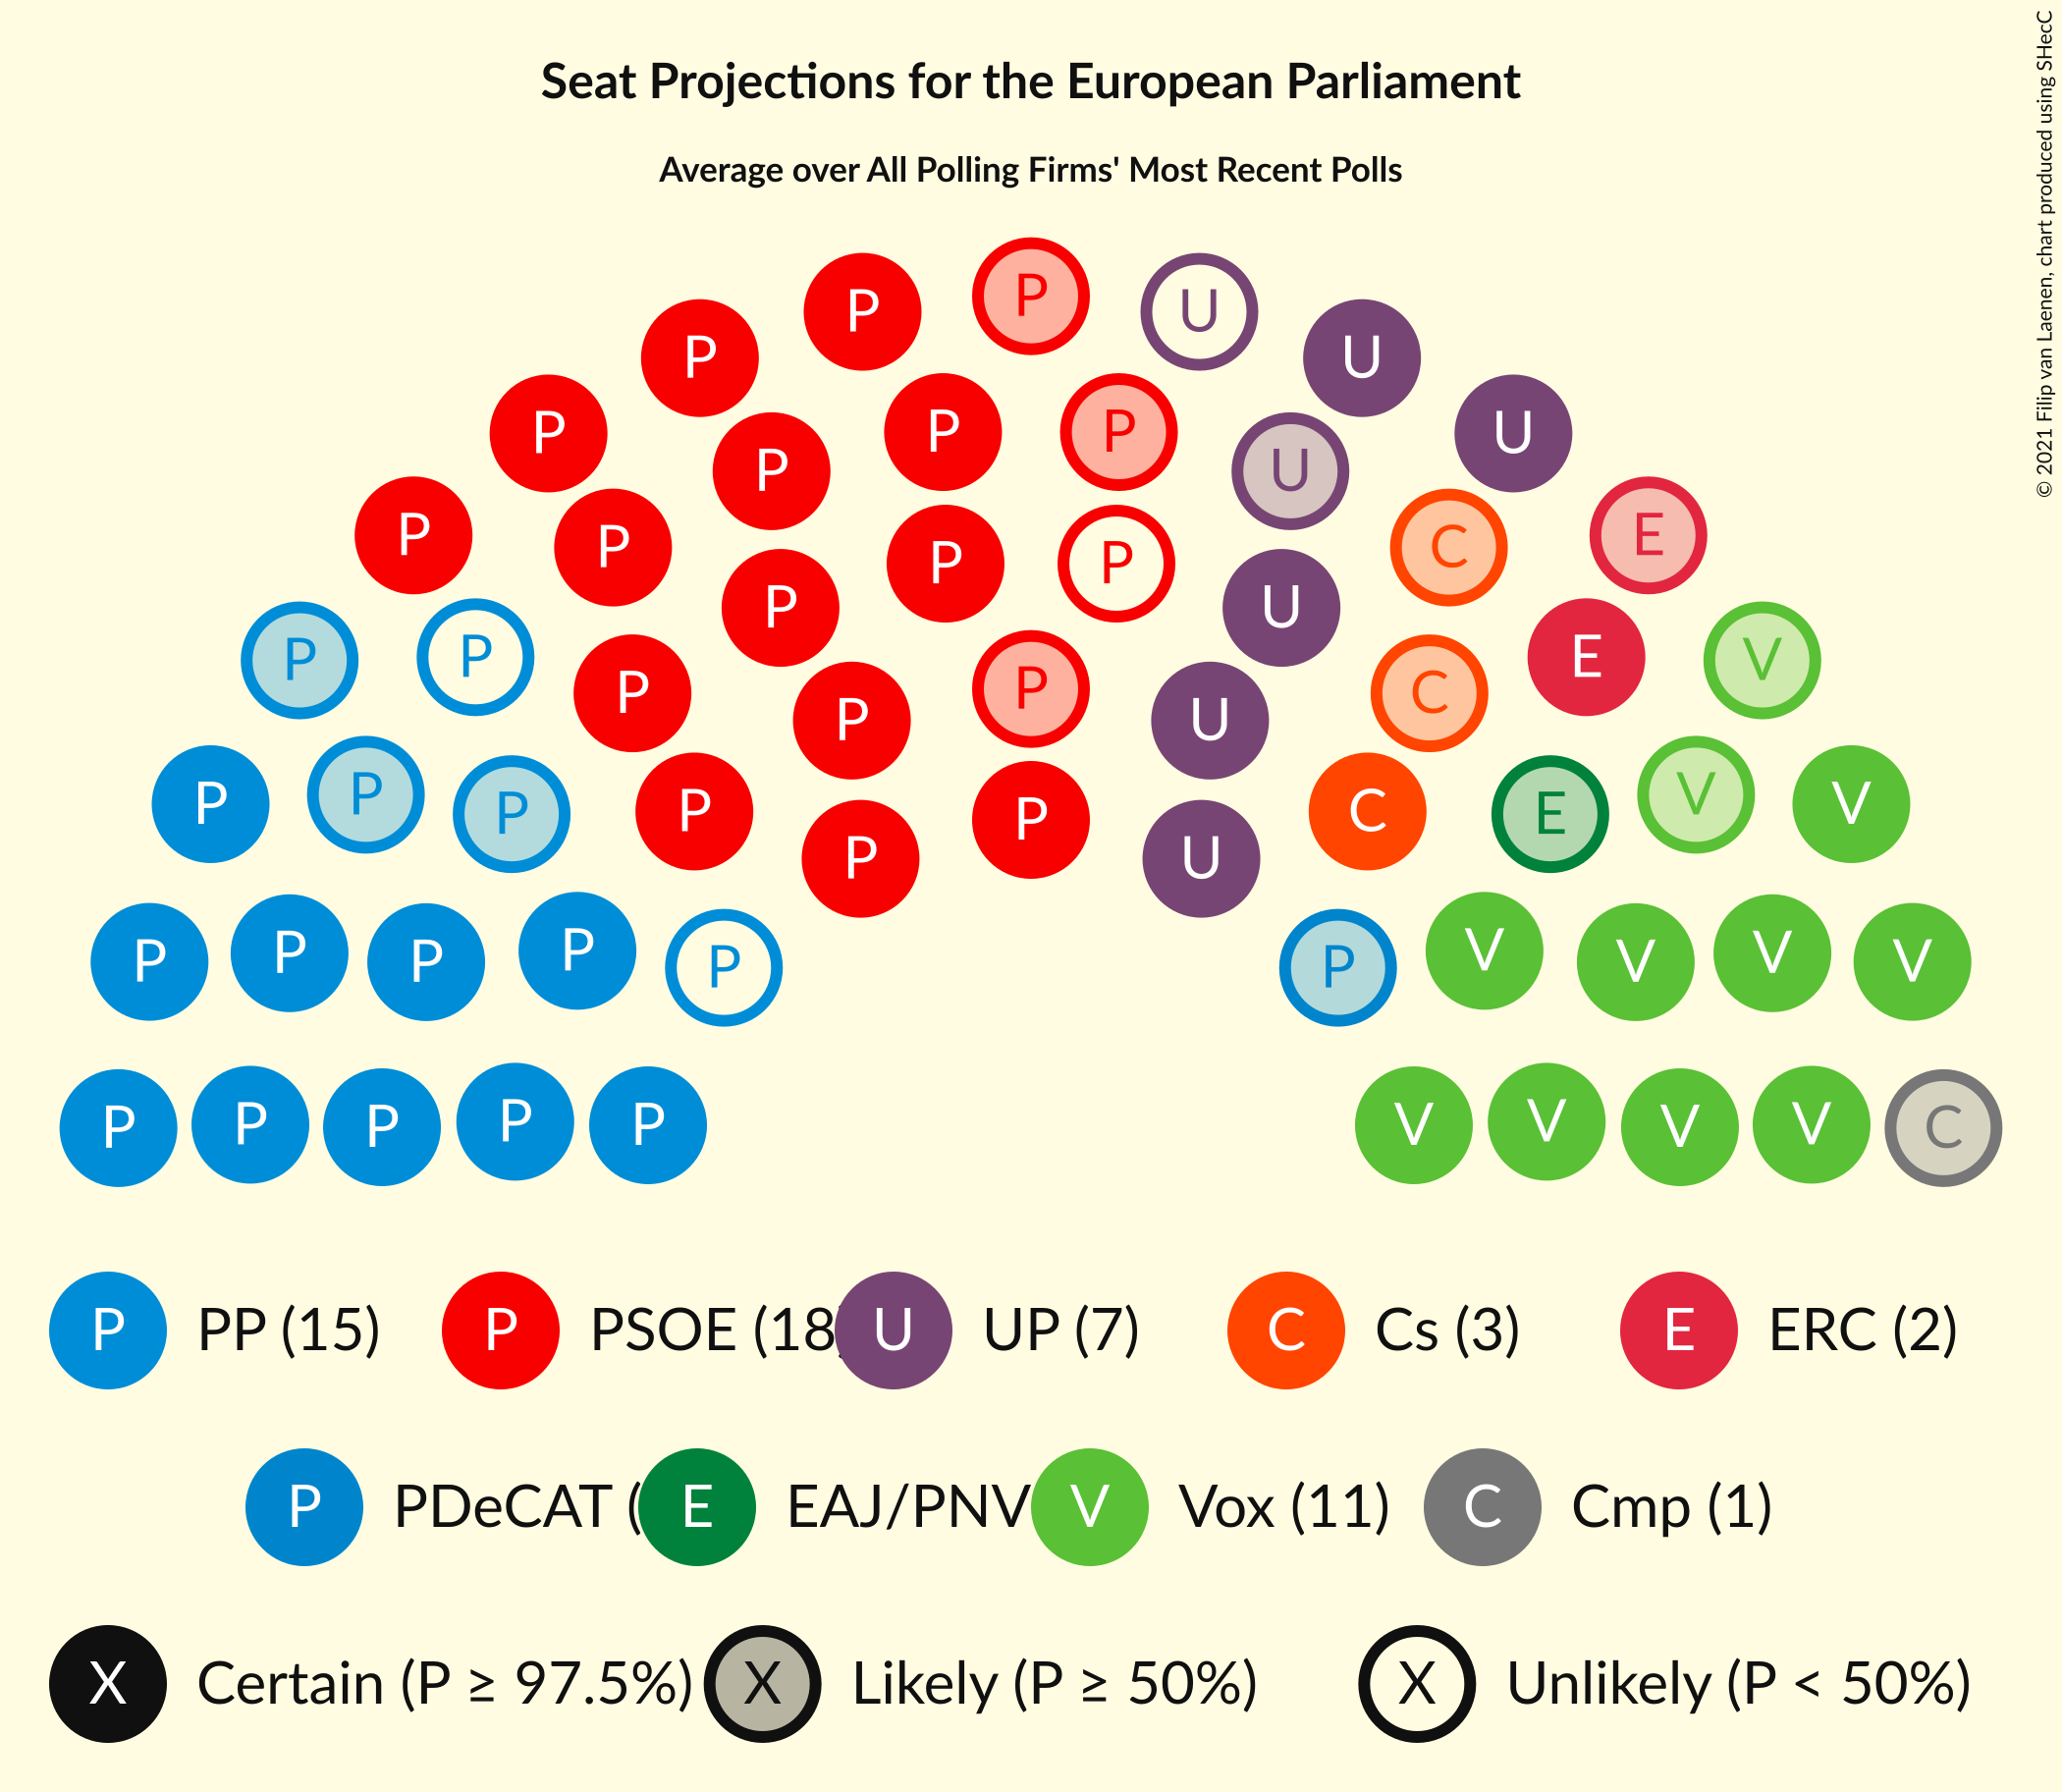 Seat Projections for the European Parliament
Average over All Polling Firms' Most Recent Polls
© 2021 Filip van Laenen, chart produced using SHecC
P U
P U
P P U
P P
P U
P P C E
P P U
P E
P P V
P P C
P U
P P V
P V
P P C
P E
P
P U
P P P P
P P V V V V
P P P P P
V V V V C
P PP (15) P PSOE (18 U UP (7) C Cs (3) E ERC (2)
P PDeCAT ( E EAJ/PNV V Vox (11) C Cmp (1)
X Certain (P ≥ 97.5%) X Likely (P ≥ 50%) X Unlikely (P < 50%)